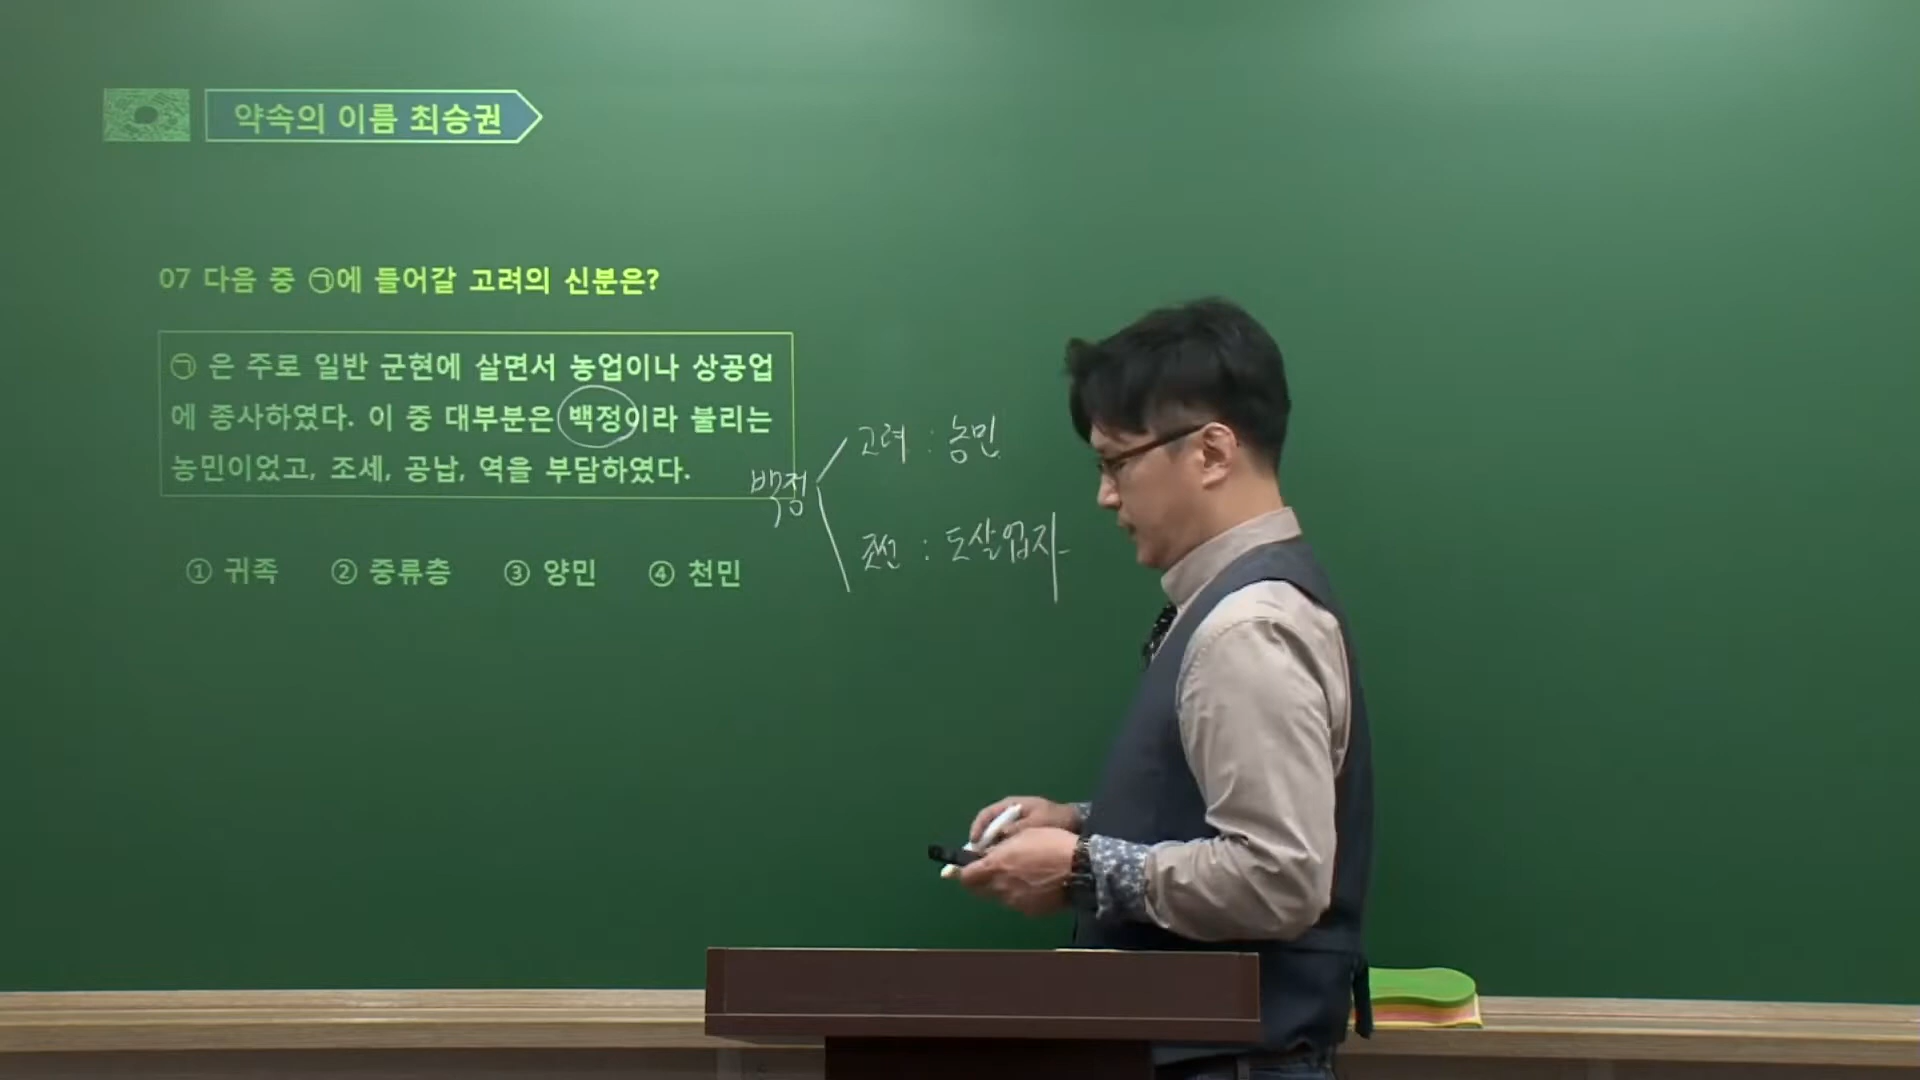 약속의 이름 최승권
07 다음 중 ㉠에 들어갈 고려의 신분은?
㉠ 은 주로 일반 군현에 살면서 농업이나 상공업
에 종사하였다. 이 중 대부분은 백정이라 불리는
농민이었고, 조세, 공납, 역을 부담하였다.
① 귀족 ② 중류층 ③ 양민 ④ 천민
백정
고려 : 농민
조선 : 도살업자